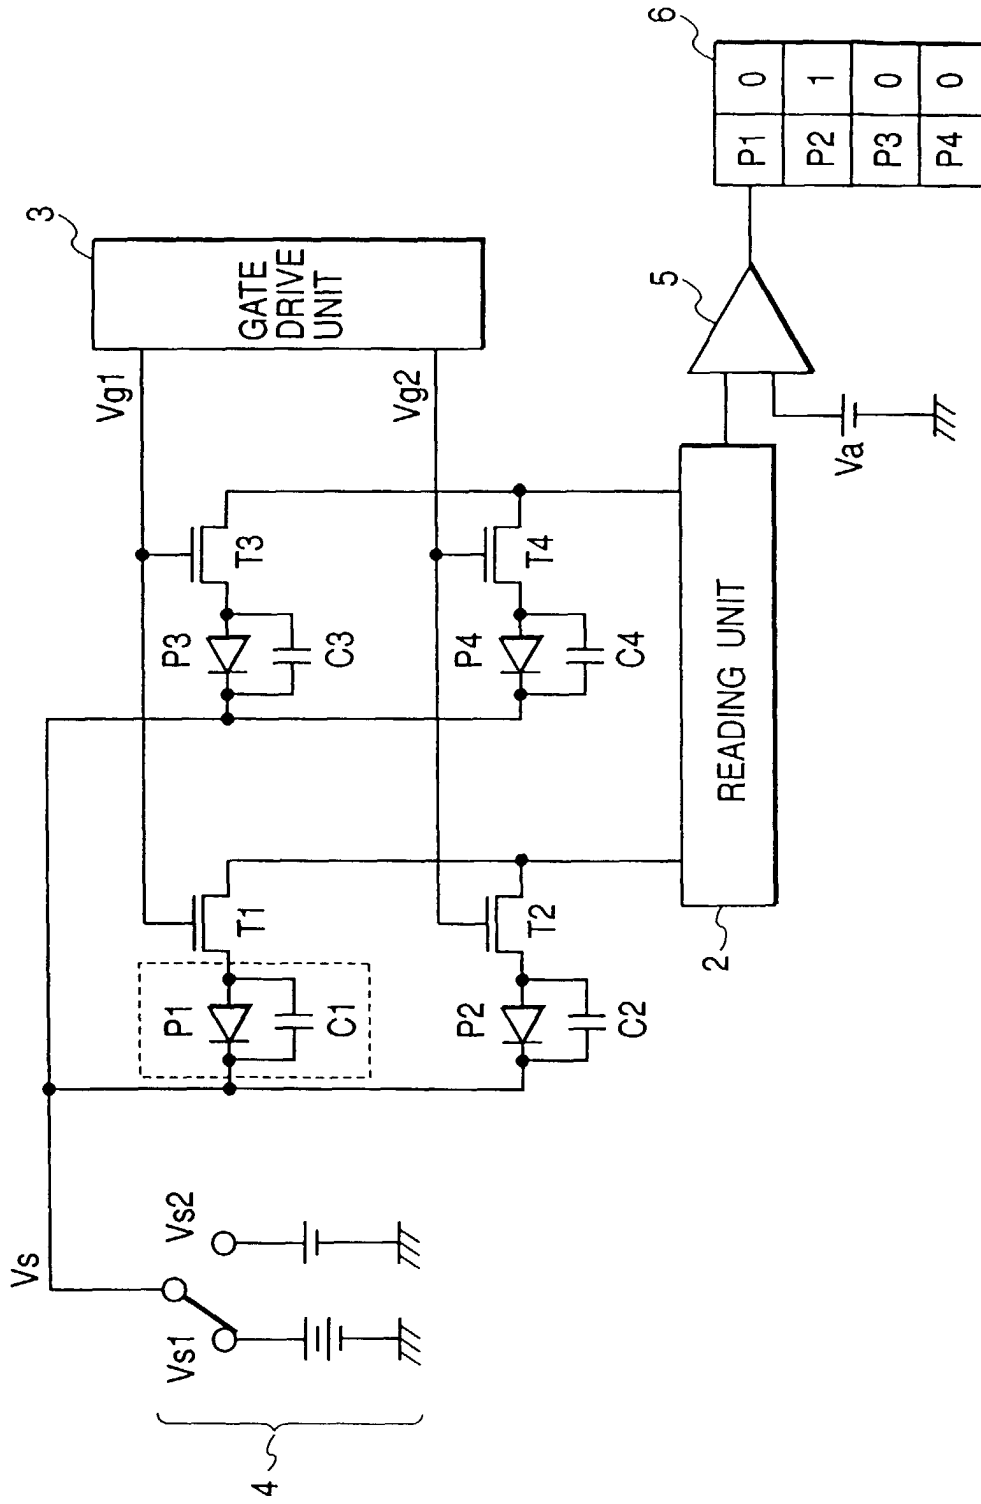 3
GATE
DRIVE
UNIT
Vg1
Vg2
T3
P3
C3
T4
P4
C4
T1
P1
C1
T2
P2
C2
Vs
Vs1
Vs2
4
READING UNIT
2
5
Va
6
P1 0
P2 1
P3 0
P4 0